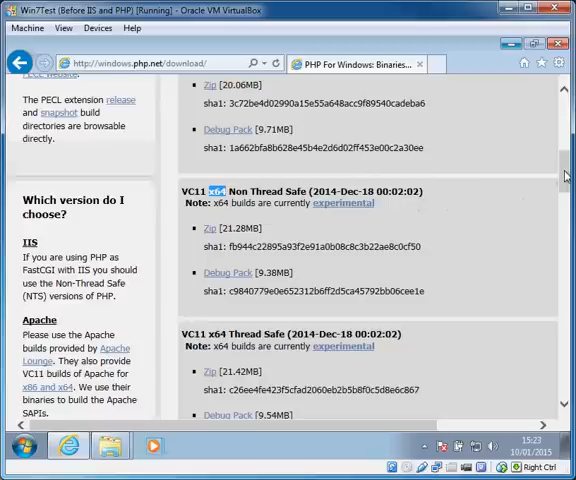 Win7Test (Before IIS and PHP) [Running] - Oracle VM VirtualBox
Machine View Devices Help
http://windows.php.net/download/
PHP For Windows: Binaries...
PECL website.
The PECL extension release
and snapshot build
directories are browsable
directly.
Which version do I
choose?
IIS
If you are using PHP as
FastCGI with IIS you should
use the Non-Thread Safe
(NTS) versions of PHP.
Apache
Please use the Apache
builds provided by Apache
Lounge. They also provide
VC11 builds of Apache for
x86 and x64. We use their
binaries to build the Apache
SAPIs.
Zip [20.06MB]
sha1: 3c72be4d02990a15e55a648acc9f89540cadeba6
Debug Pack [9.71MB]
sha1: 1a662bfa8b628e45b4e2d6d02ff453e00c2a30ee
VC11 x64 Non Thread Safe (2014-Dec-18 00:02:02)
Note: x64 builds are currently experimental
Zip [21.28MB]
sha1: fb944c22895a93f2e91a0b08c8c3b22ae8c0cf50
Debug Pack [9.38MB]
sha1: c9840779e0e652312b6ff2d5ca45792bb06cee1e
VC11 x64 Thread Safe (2014-Dec-18 00:02:02)
Note: x64 builds are currently experimental
Zip [21.42MB]
sha1: c26ee4fe423f5cfad2060eb2b5b8f0c5d8e6c867
Debug Pack [9.54MB]
15:23
10/01/2015
Right Ctrl